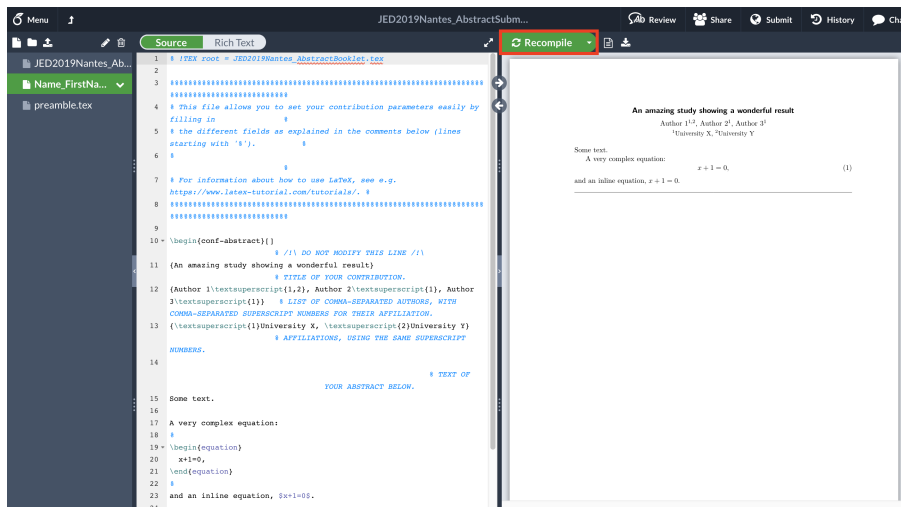 Menu
JED2019Nantes_AbstractSubm...
Review
Share
Submit
History
Source
Rich Text
Recompile
JED2019Nantes_Ab...
Name_FirstNa...
preamble.tex
1 % !TEX root = JED2019Nantes_AbstractBooklet.tex
2
3 %%%%%%%%%%%%%%%%%%%%%%%%%%%%%%%%%%%%%%%%%%%%%%%%%%%%%%%%%%%%%%%%%%%%%
%%%%%%%%%%%%%%%%%%%%%%%%%%
4 % This file allows you to set your contribution parameters easily by
filling in %
5 % the different fields as explained in the comments below (lines
starting with '%'). %
6 %
%
7 % For information about how to use LaTeX, see e.g.
https://www.latex-tutorial.com/tutorials/. %
8 %%%%%%%%%%%%%%%%%%%%%%%%%%%%%%%%%%%%%%%%%%%%%%%%%%%%%%%%%%%%%%%%%%%%%
%%%%%%%%%%%%%%%%%%%%%%%%%%
9
10 \begin{conf-abstract}[]
% /!\ DO NOT MODIFY THIS LINE /!\
11 {An amazing study showing a wonderful result}
% TITLE OF YOUR CONTRIBUTION.
12 {Author 1\textsuperscript{1,2}, Author 2\textsuperscript{1}, Author
3\textsuperscript{1}} % LIST OF COMMA-SEPARATED AUTHORS, WITH
COMMA-SEPARATED SUPERSCRIPT NUMBERS FOR THEIR AFFILIATION.
13 {\textsuperscript{1}University X, \textsuperscript{2}University Y}
% AFFILIATIONS, USING THE SAME SUPERSCRIPT
NUMBERS.
14
% TEXT OF
YOUR ABSTRACT BELOW.
15 Some text.
16
17 A very complex equation:
18 %
19 \begin{equation}
20 x+1=0,
21 \end{equation}
22 %
23 and an inline equation, $x+1=0$.
An amazing study showing a wonderful result
Author 1¹,², Author 2¹, Author 3¹
¹University X, ²University Y
Some text.
A very complex equation:
x + 1 = 0, (1)
and an inline equation, x + 1 = 0.